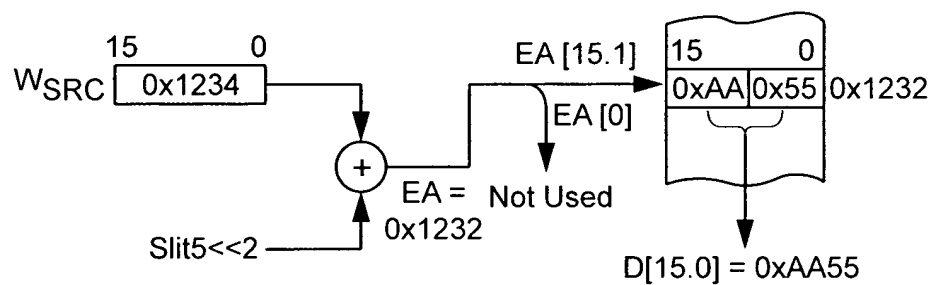 15 0
WSRC 0x1234
+
Slit5<<2
EA =
0x1232
EA [15.1]
EA [0]
Not Used
15 0
0xAA 0x55 0x1232
D[15.0] = 0xAA55